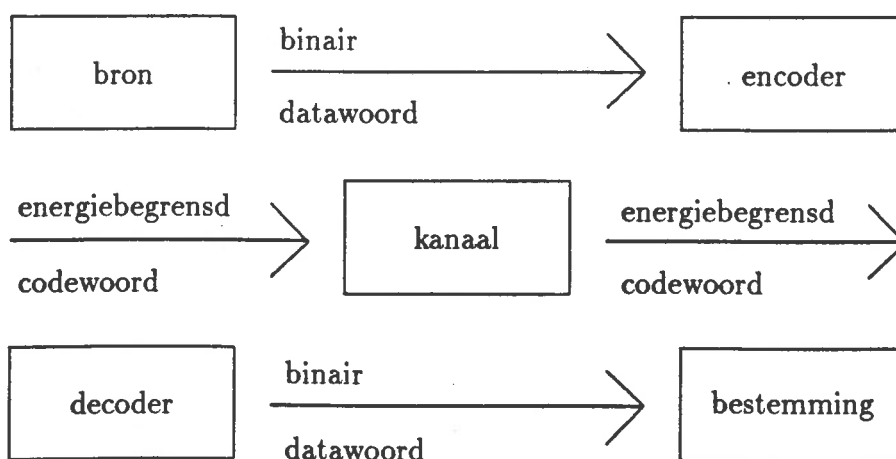 bron
binair
datawoord
encoder
energiebegrensd
codewoord
kanaal
energiebegrensd
codewoord
decoder
binair
datawoord
bestemming